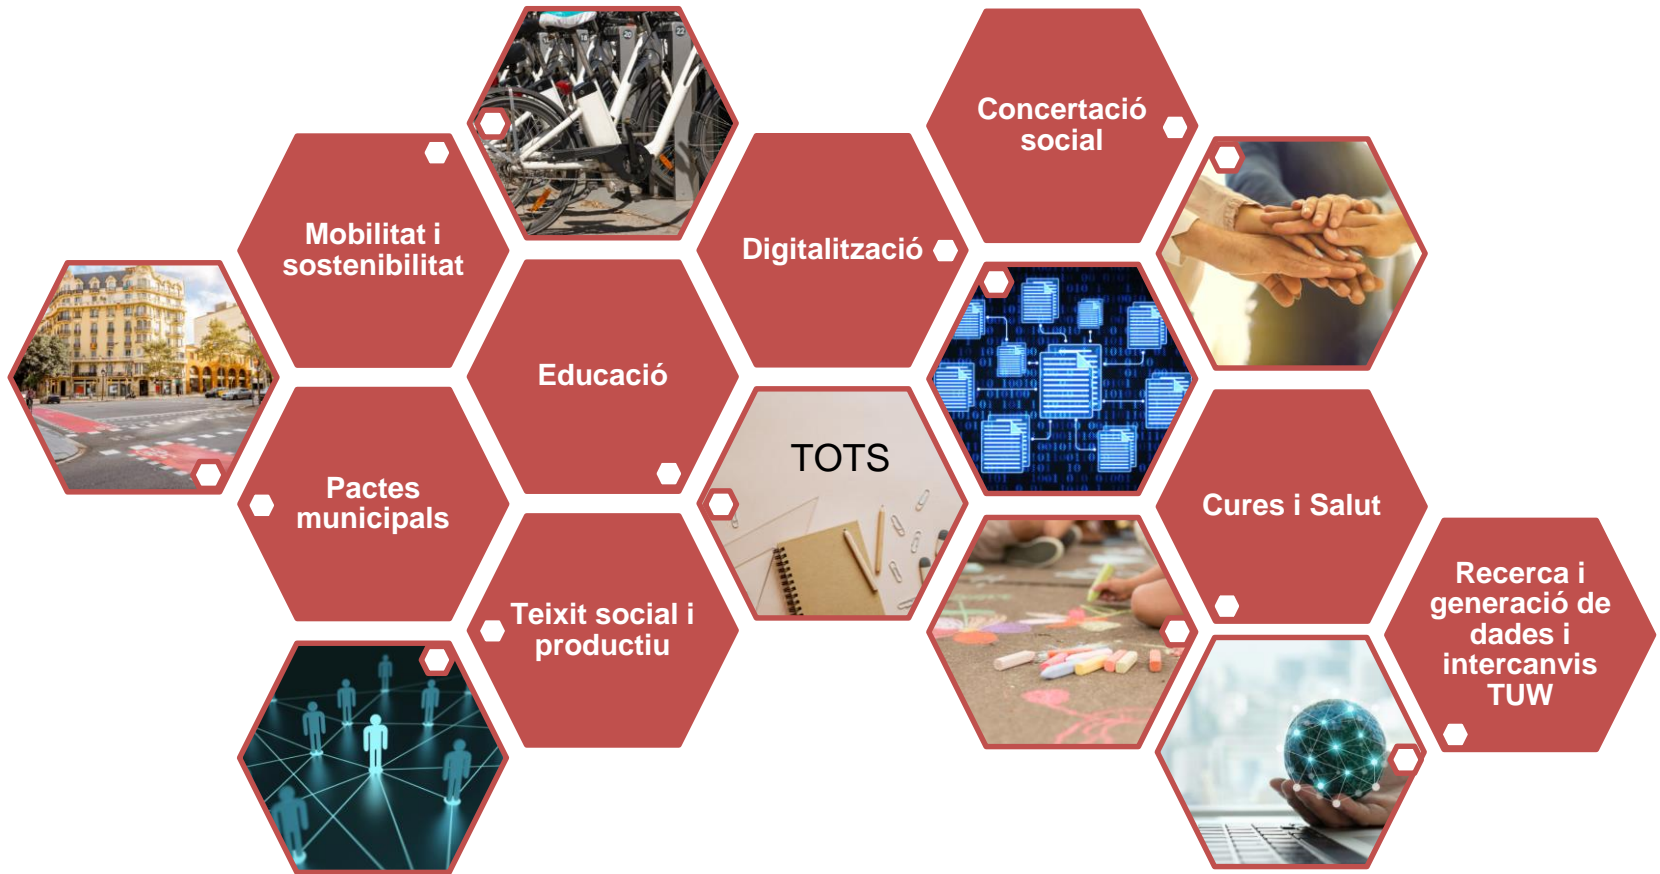 Concertació
social
Mobilitat i
sostenibilitat
Digitalització
Educació
TOTS
Pactes
municipals
Cures i Salut
Teixit social i
productiu
Recerca i
generació de
dades i
intercanvis
TUW